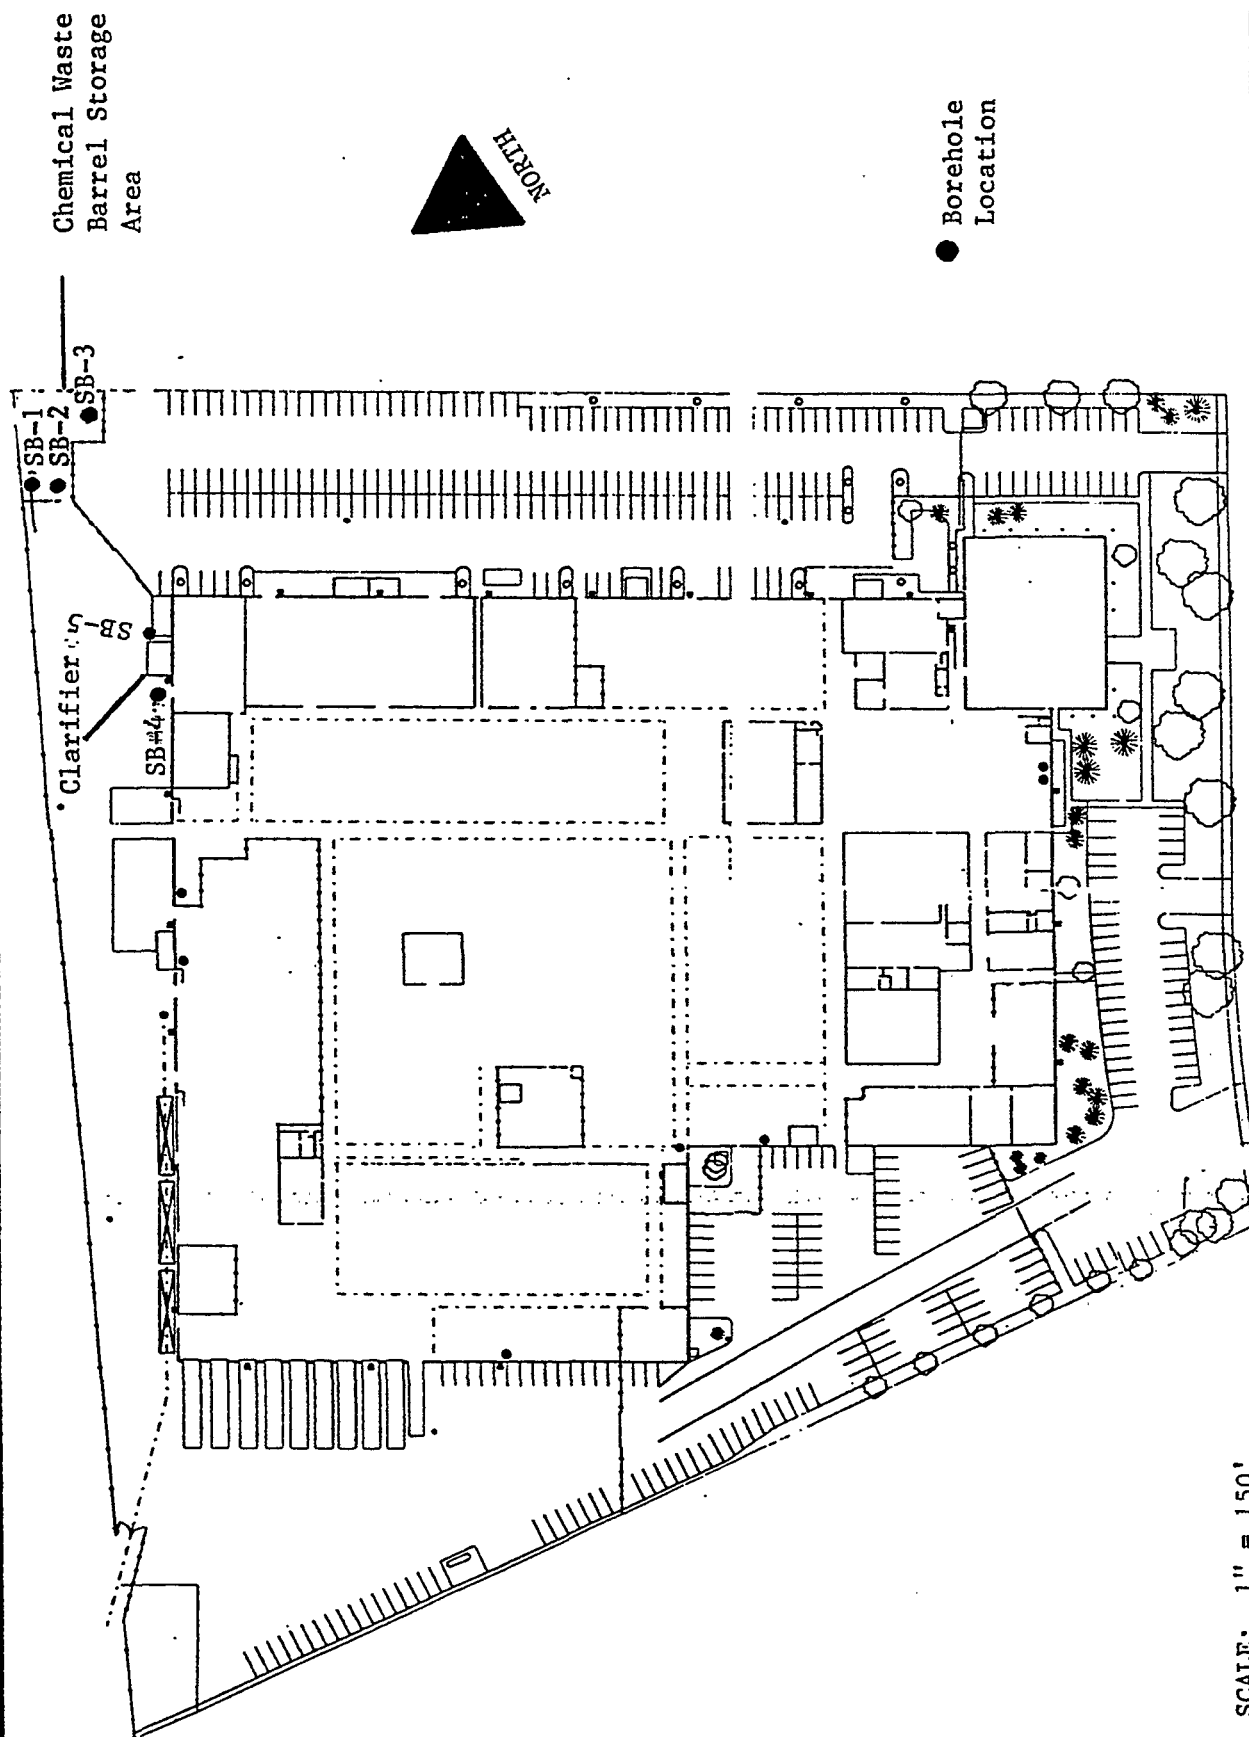 Chemical Waste
Barrel Storage
Area
NORTH
Borehole
Location
SB-1
SB-2
SB-3
SB-5
Clarifier
SB#4
SCALE: 1" = 150'